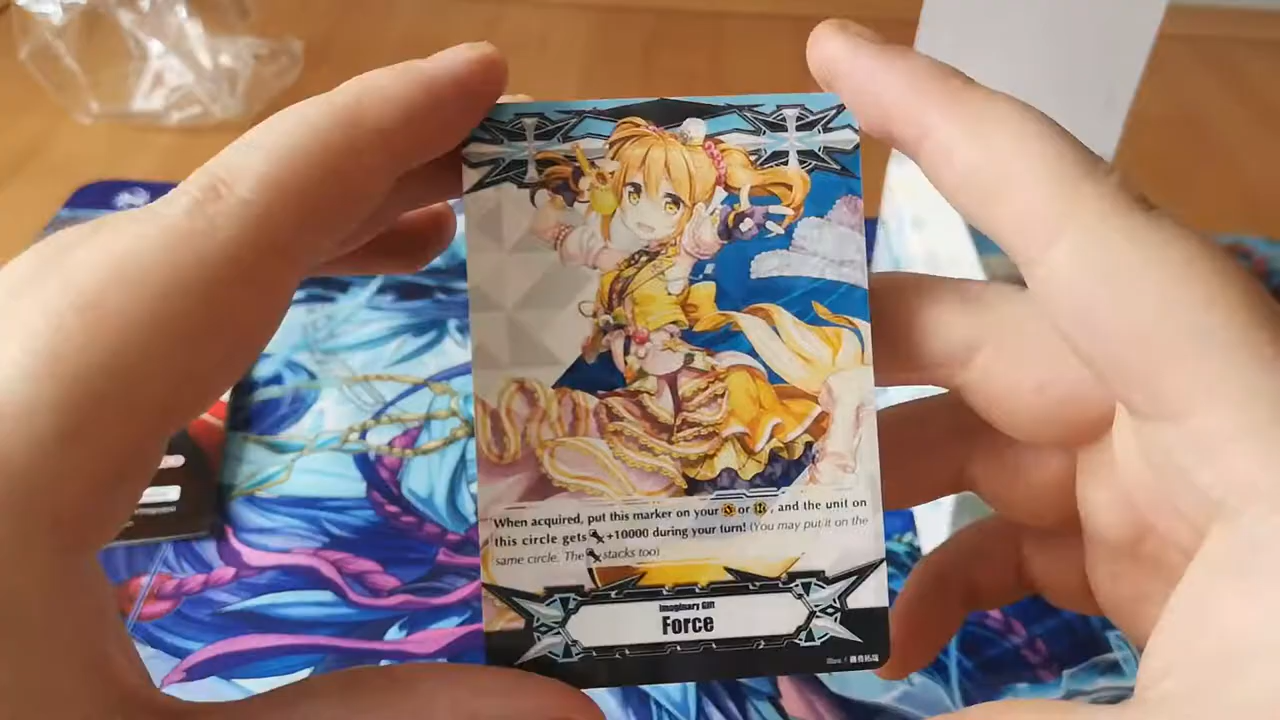 When acquired, put this marker on your or , and the unit on
this circle gets +10000 during your turn! (You may put it on the
same circle. The stacks too)
Imaginary Gift
Force